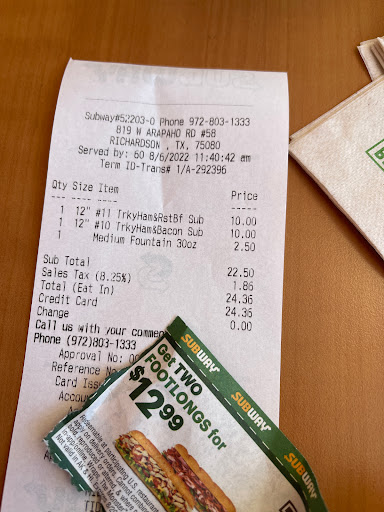 Subway#52203-0 Phone 972-803-1333
819 W ARAPAHO RD #58
RICHARDSON , TX, 75080
Served by: 60 8/6/2022 11:40:42 am
Term ID-Trans# 1/A-292396
Qty Size Item Price
1 12" #11 TrkyHam&RstBf Sub 10.00
1 12" #10 TrkyHam&Bacon Sub 10.00
1 Medium Fountain 30oz 2.50
Sub Total 22.50
Sales Tax (8.25%) 1.86
Total (Eat In) 24.36
Credit Card 24.36
Change 0.00
Call us with your
Phone (972)803-1333
Approval No:
Reference
Card
SUBWAY SUBWAY SUBWAY
Get TWO
FOOTLONGS for
$12.99